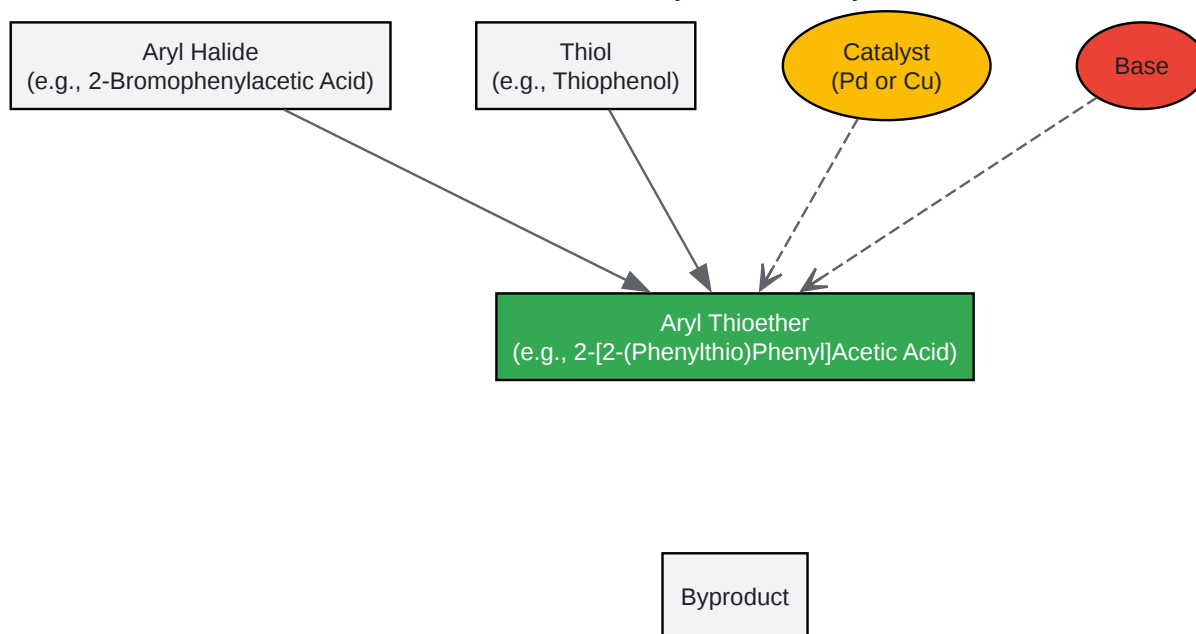 Aryl Halide
(e.g., 2-Bromophenylacetic Acid)
Thiol
(e.g., Thiophenol)
Catalyst
(Pd or Cu)
Base
Aryl Thioether
(e.g., 2-[2-(Phenylthio)Phenyl]Acetic Acid)
Byproduct